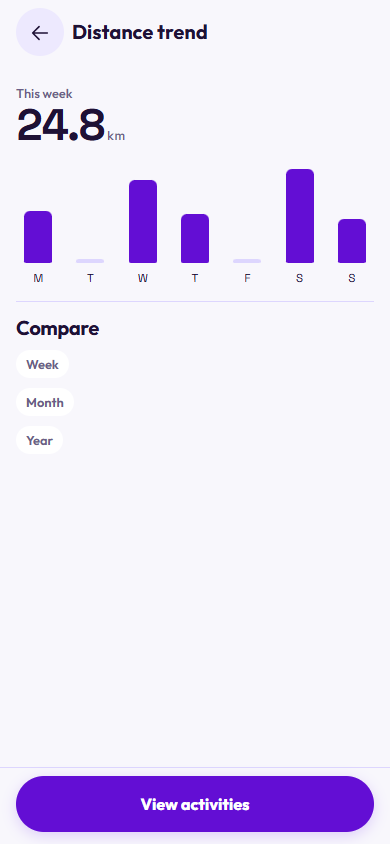 Distance trend
This week
24.8 km
M T W T F S S
Compare
Week
Month
Year
View activities